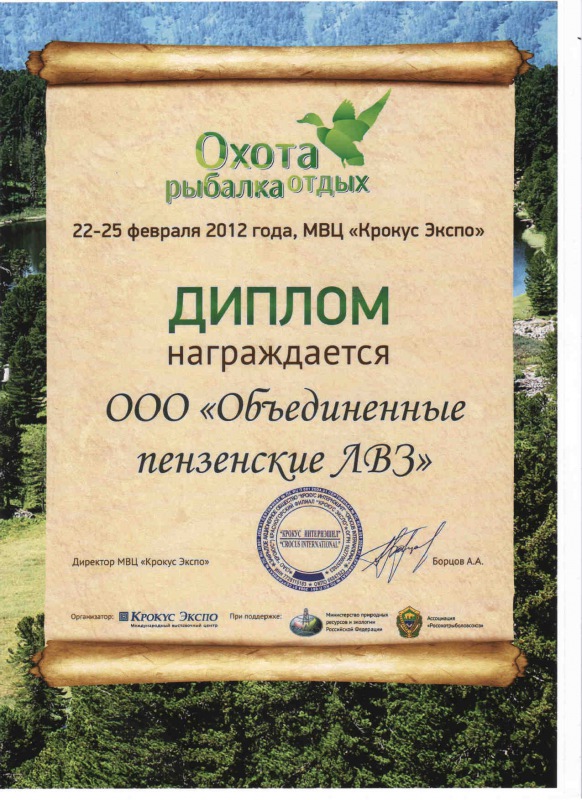 Охота
рыбалка отдых
22-25 февраля 2012 года, МВЦ «Крокус Экспо»
ДИПЛОМ
награждается
ООО «Объединенные
пензенские ЛВЗ»
"КРОКУС ИНТЕРНЭШНЛ"
"CROCUS INTERNATIONAL"
Директор МВЦ «Крокус Экспо»
Борцов А.А.
Организатор:
КРОКУС ЭКСПО
Международный выставочный центр
При поддержке:
Министерство природных
ресурсов и экологии
Российской Федерации
Ассоциация
«Росохотрыболовсоюз»